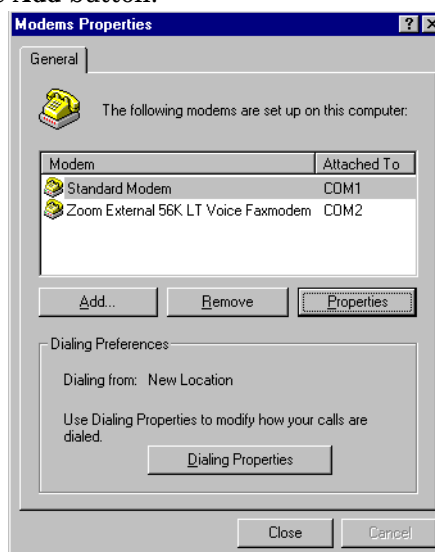 Add button.
Modems Properties
General
The following modems are set up on this computer:
Modem Attached To
Standard Modem COM1
Zoom External 56K LT Voice Faxmodem COM2
Add... Remove Properties
Dialing Preferences
Dialing from: New Location
Use Dialing Properties to modify how your calls are
dialed.
Dialing Properties
Close Cancel